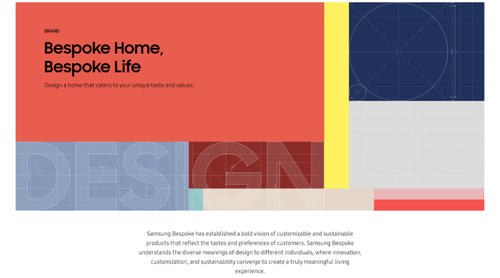 BRAND
Bespoke Home,
Bespoke Life
Design a home that caters to your unique taste and values.
DESIGN
Samsung Bespoke has established a bold vision of customizable and sustainable
products that reflect the tastes and preferences of customers. Samsung Bespoke
understands the diverse meanings of design to different individuals, where innovation,
customization, and sustainability converge to create a truly meaningful living
experience.